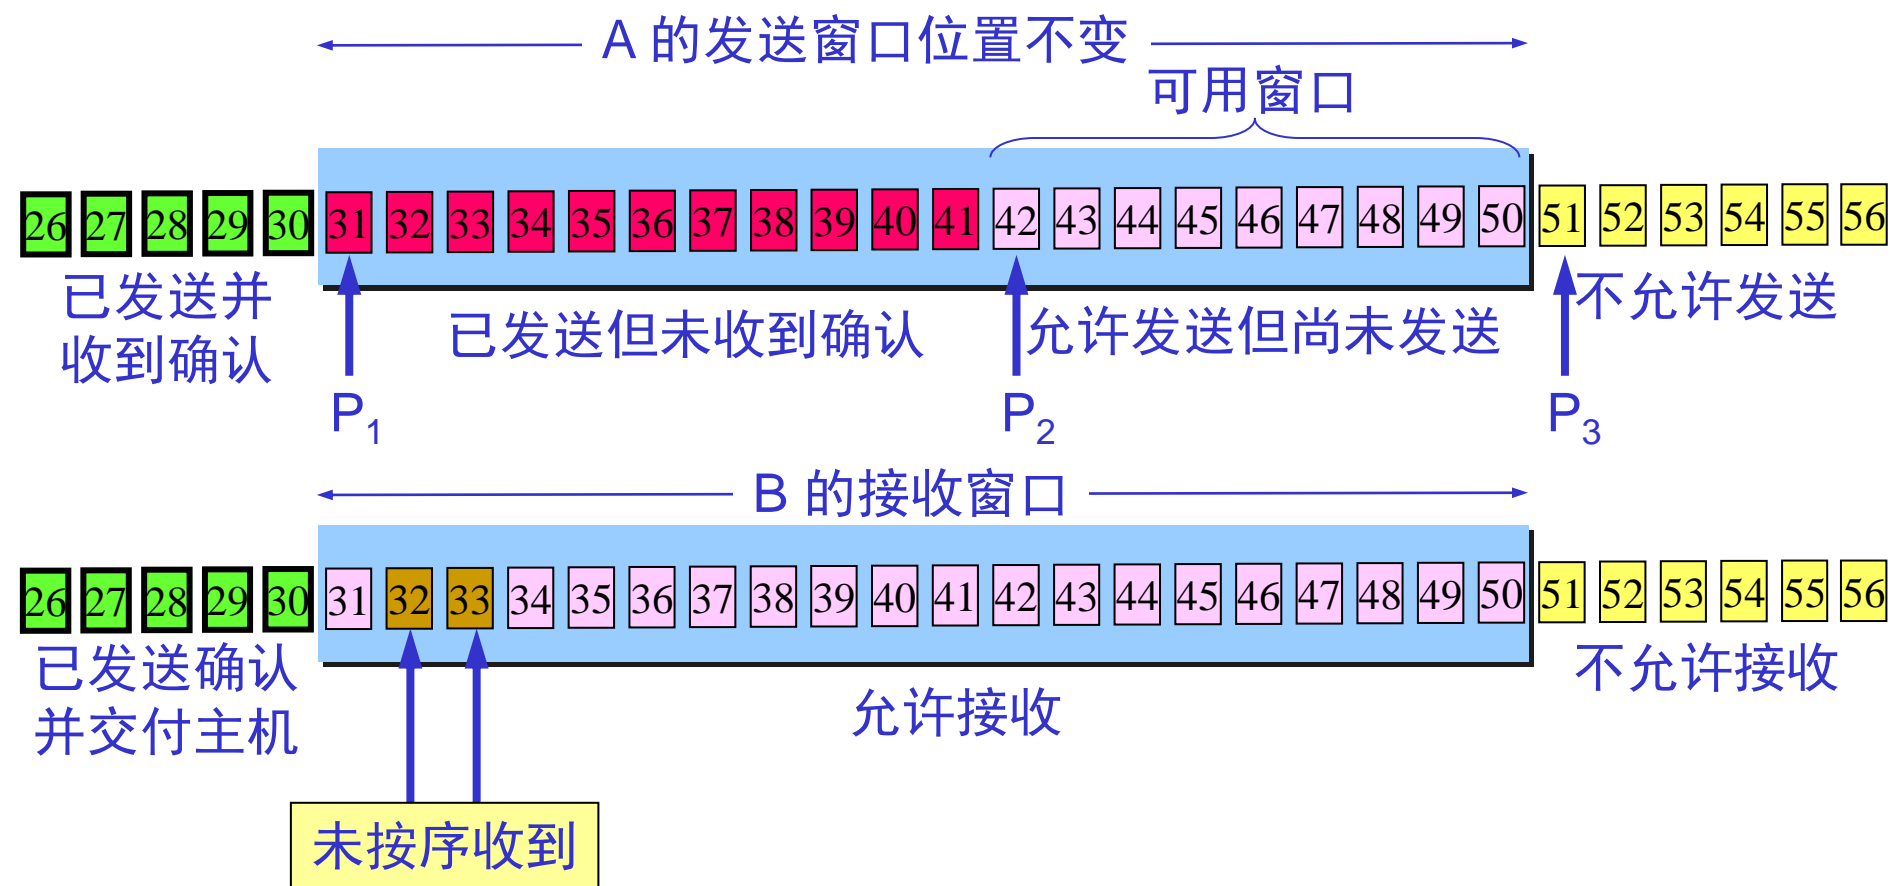 A 的发送窗口位置不变
可用窗口
26 27 28 29 30 31 32 33 34 35 36 37 38 39 40 41 42 43 44 45 46 47 48 49 50 51 52 53 54 55 56
已发送并
收到确认
已发送但未收到确认
允许发送但尚未发送
不允许发送
P1
P2
P3
B 的接收窗口
26 27 28 29 30 31 32 33 34 35 36 37 38 39 40 41 42 43 44 45 46 47 48 49 50 51 52 53 54 55 56
已发送确认
并交付主机
允许接收
不允许接收
未按序收到